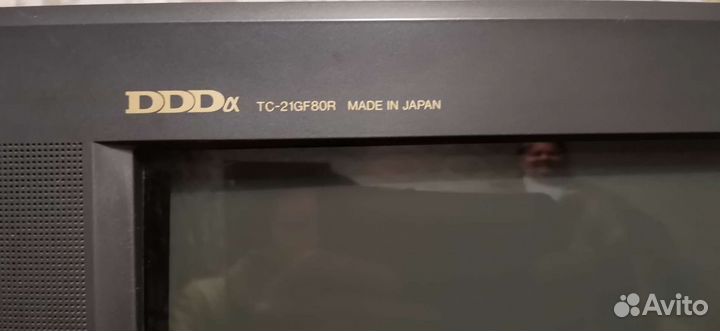 DDDα TC-21GF80R MADE IN JAPAN
Avito